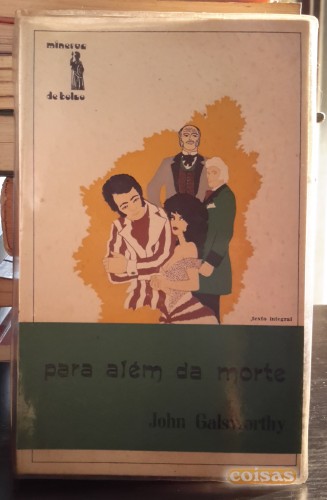 minerva
de bolso
texto integral
para além da morte
John Galsworthy
coisas